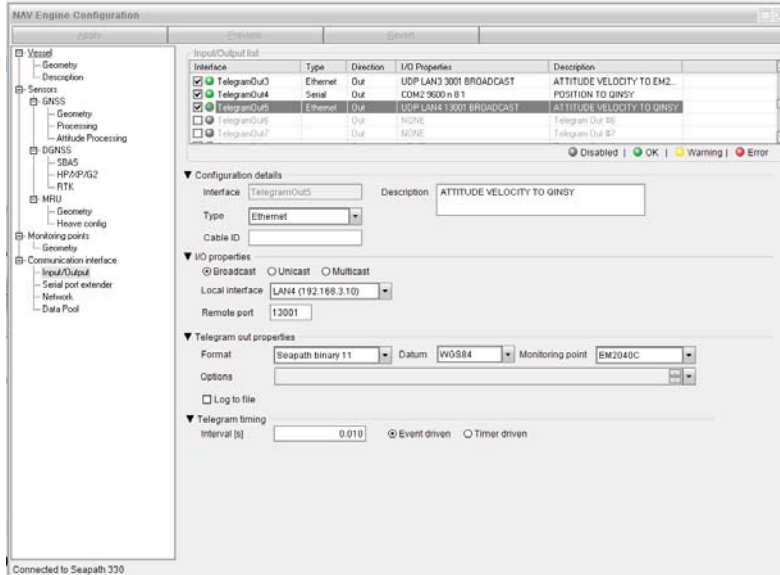 NAV Engine Configuration
Apply Preview Revert
Vessel
Geometry
Description
Sensors
GNSS
Geometry
Processing
Attitude Processing
DGNSS
SBAS
HP/XP/G2
RTK
MRU
Geometry
Heave config
Monitoring points
Geometry
Communication interface
Input/Output
Serial port extender
Network
Data Pool
Input/Output list
Interface Type Direction I/O Properties Description
TelegramOut3 Ethernet Out UDP LAN3 3001 BROADCAST ATTITUDE VELOCITY TO EM2...
TelegramOut4 Serial Out COM2 9600 n 8 1 POSITION TO QINSY
TelegramOut5 Ethernet Out UDP LAN4 13001 BROADCAST ATTITUDE VELOCITY TO QINSY
TelegramOut6 Out NONE Telegram Out #6
TelegramOut7 Out NONE Telegram Out #7
Disabled | OK | Warning | Error
Configuration details
Interface TelegramOut5 Description ATTITUDE VELOCITY TO QINSY
Type Ethernet
Cable ID
I/O properties
Broadcast Unicast Multicast
Local interface LAN4 (192.168.3.10)
Remote port 13001
Telegram out properties
Format Seapath binary 11 Datum WGS84 Monitoring point EM2040C
Options
Log to file
Telegram timing
Interval [s] 0.010 Event driven Timer driven
Connected to Seapath 330